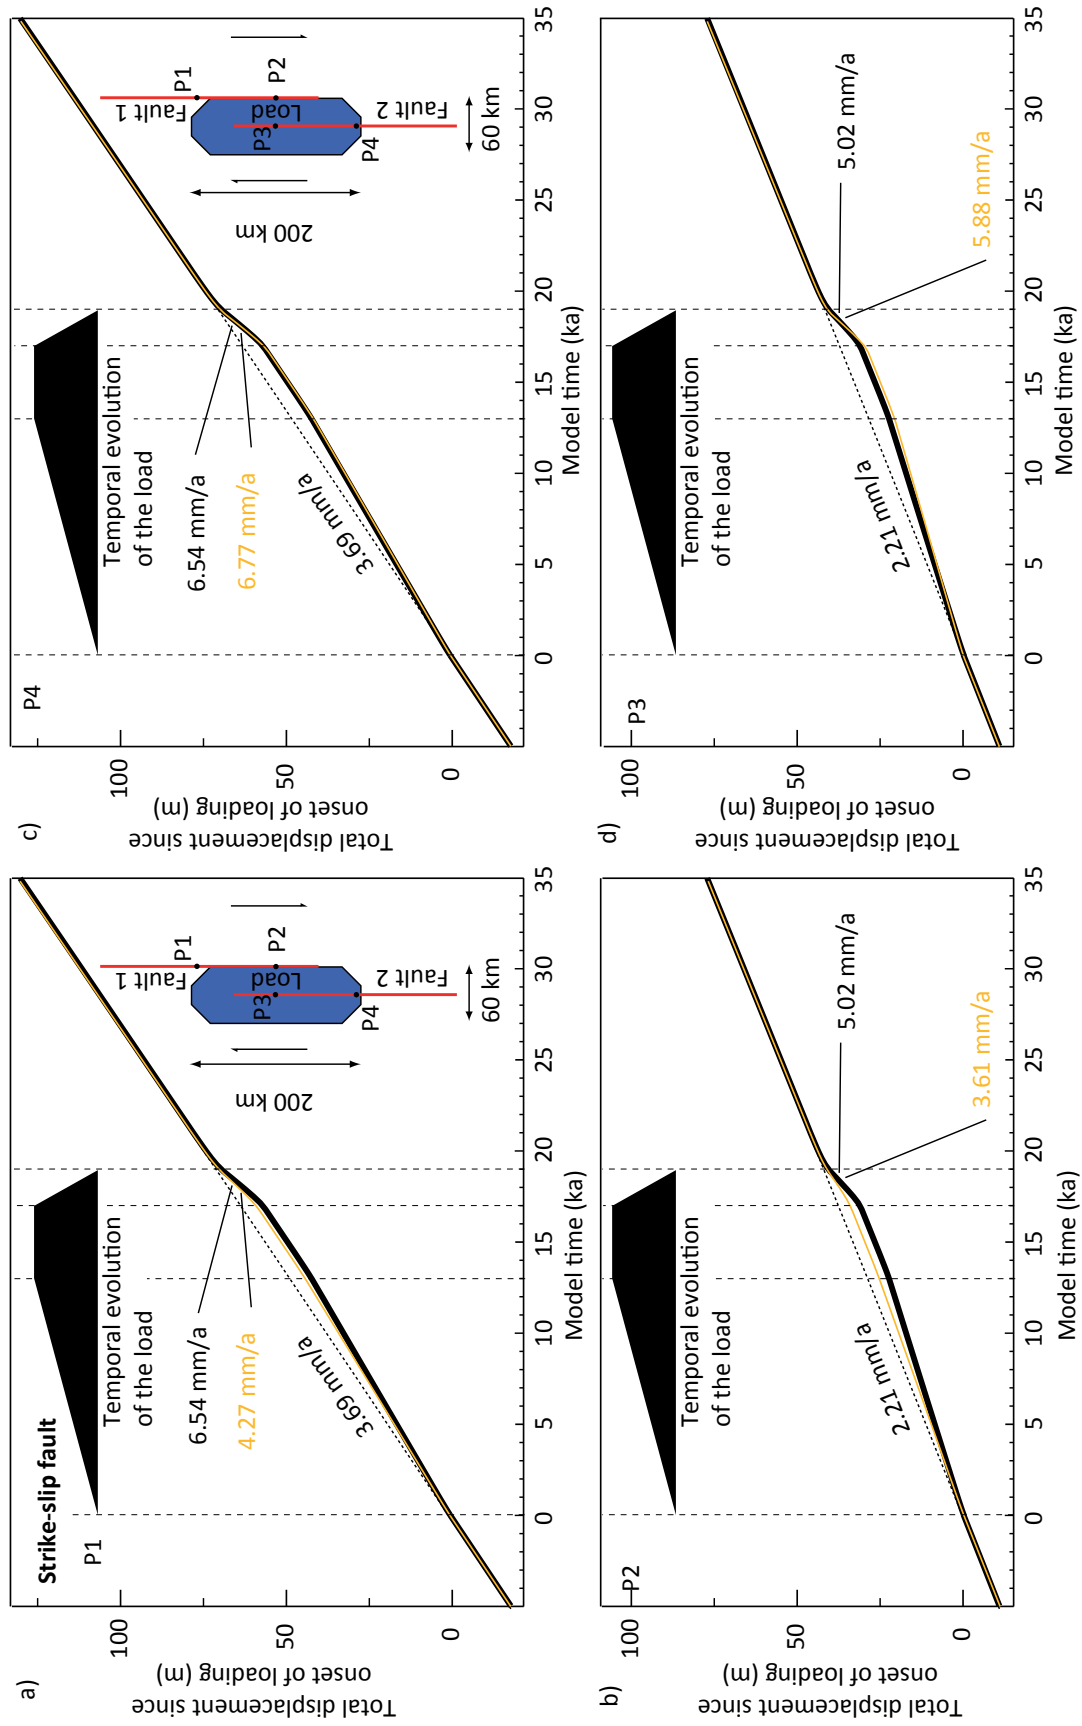 a)
Strike-slip fault
P1
Total displacement since
onset of loading (m)
100
50
0
Temporal evolution
of the load
6.54 mm/a
4.27 mm/a
3.69 mm/a
200 km
Fault 1
P1
Load
P2
P3
P4
Fault 2
60 km
0
5
10
15
20
25
30
35
Model time (ka)
b)
P2
Total displacement since
onset of loading (m)
100
50
0
Temporal evolution
of the load
2.21 mm/a
5.02 mm/a
3.61 mm/a
0
5
10
15
20
25
30
35
Model time (ka)
c)
P4
Total displacement since
onset of loading (m)
100
50
0
Temporal evolution
of the load
6.54 mm/a
6.77 mm/a
3.69 mm/a
200 km
Fault 1
P1
Load
P2
P3
P4
Fault 2
60 km
0
5
10
15
20
25
30
35
Model time (ka)
d)
P3
Total displacement since
onset of loading (m)
100
50
0
Temporal evolution
of the load
2.21 mm/a
5.02 mm/a
5.88 mm/a
0
5
10
15
20
25
30
35
Model time (ka)